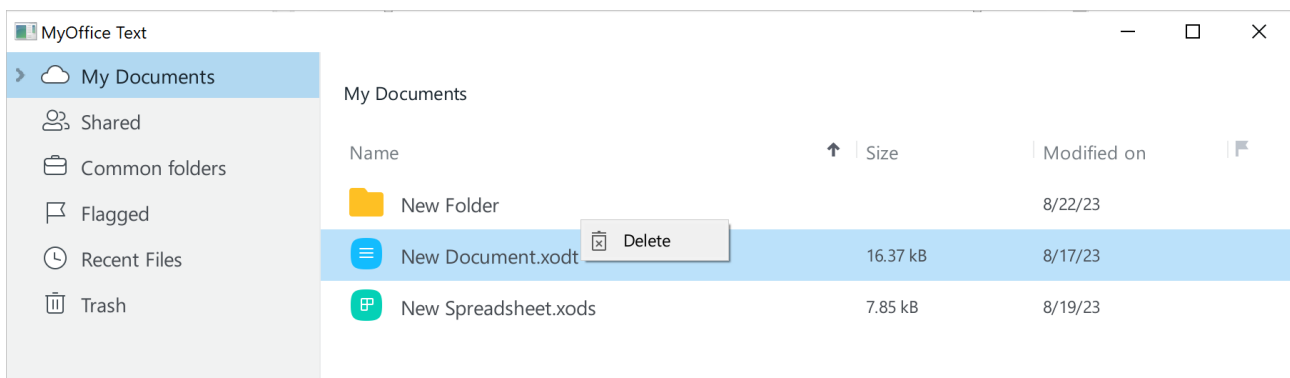 MyOffice Text
My Documents
Shared
Common folders
Flagged
Recent Files
Trash
My Documents
Name Size Modified on
New Folder 8/22/23
Delete
New Document.xodt 16.37 kB 8/17/23
New Spreadsheet.xods 7.85 kB 8/19/23